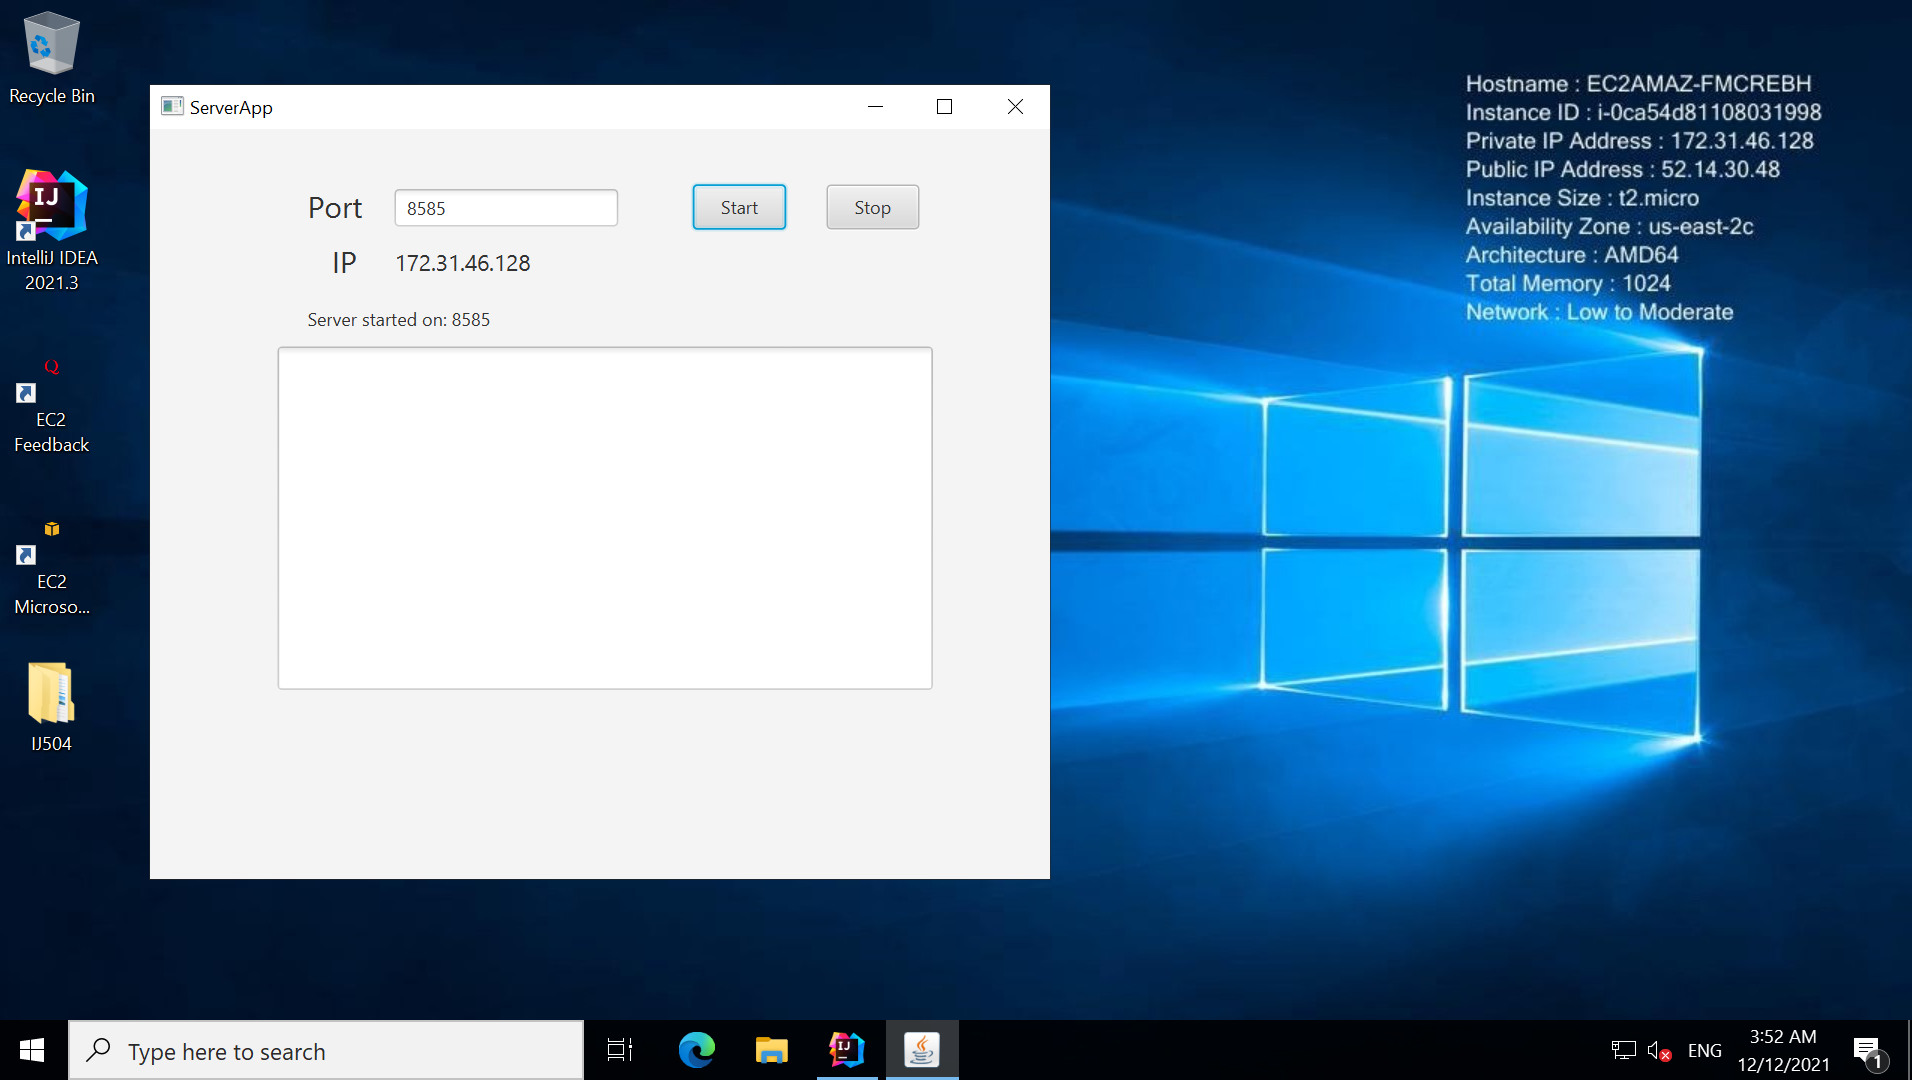 Recycle Bin
IntelliJ IDEA
2021.3
EC2
Feedback
EC2
Microso...
IJ504
ServerApp
Port
8585
Start
Stop
IP
172.31.46.128
Server started on: 8585
Hostname : EC2AMAZ-FMCREBH
Instance ID : i-0ca54d81108031998
Private IP Address : 172.31.46.128
Public IP Address : 52.14.30.48
Instance Size : t2.micro
Availability Zone : us-east-2c
Architecture : AMD64
Total Memory : 1024
Network : Low to Moderate
Type here to search
ENG
3:52 AM
12/12/2021
1